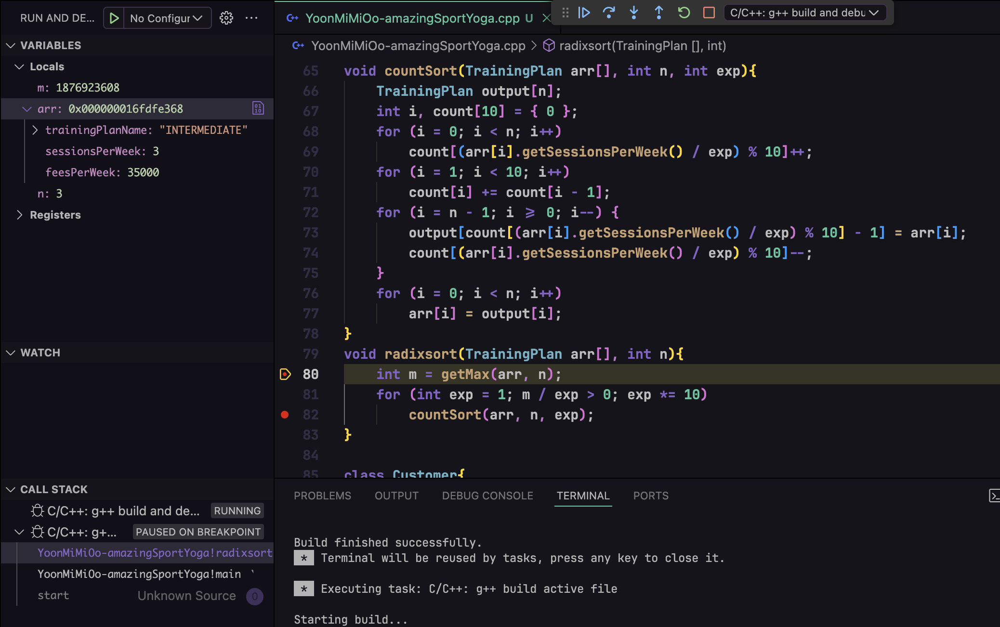 RUN AND DE...
No Configur
VARIABLES
Locals
m: 1876923608
arr: 0x000000016fdfe368
trainingPlanName: "INTERMEDIATE"
sessionsPerWeek: 3
feesPerWeek: 35000
n: 3
Registers
WATCH
CALL STACK
C/C++: g++ build and de... RUNNING
C/C++: g+... PAUSED ON BREAKPOINT
YoonMiMiOo-amazingSportYoga!radixsort
YoonMiMiOo-amazingSportYoga!main
start Unknown Source 0
YoonMiMiOo-amazingSportYoga.cpp U
C/C++: g++ build and debu
YoonMiMiOo-amazingSportYoga.cpp > radixsort(TrainingPlan [], int)
65 void countSort(TrainingPlan arr[], int n, int exp){
66 TrainingPlan output[n];
67 int i, count[10] = { 0 };
68 for (i = 0; i < n; i++)
69 count[(arr[i].getSessionsPerWeek() / exp) % 10]++;
70 for (i = 1; i < 10; i++)
71 count[i] += count[i - 1];
72 for (i = n - 1; i >= 0; i--) {
73 output[count[(arr[i].getSessionsPerWeek() / exp) % 10] - 1] = arr[i];
74 count[(arr[i].getSessionsPerWeek() / exp) % 10]--;
75 }
76 for (i = 0; i < n; i++)
77 arr[i] = output[i];
78 }
79 void radixsort(TrainingPlan arr[], int n){
80 int m = getMax(arr, n);
81 for (int exp = 1; m / exp > 0; exp *= 10)
82 countSort(arr, n, exp);
83 }
84
85 class Customer{
PROBLEMS OUTPUT DEBUG CONSOLE TERMINAL PORTS
Build finished successfully.
* Terminal will be reused by tasks, press any key to close it.
* Executing task: C/C++: g++ build active file
Starting build...